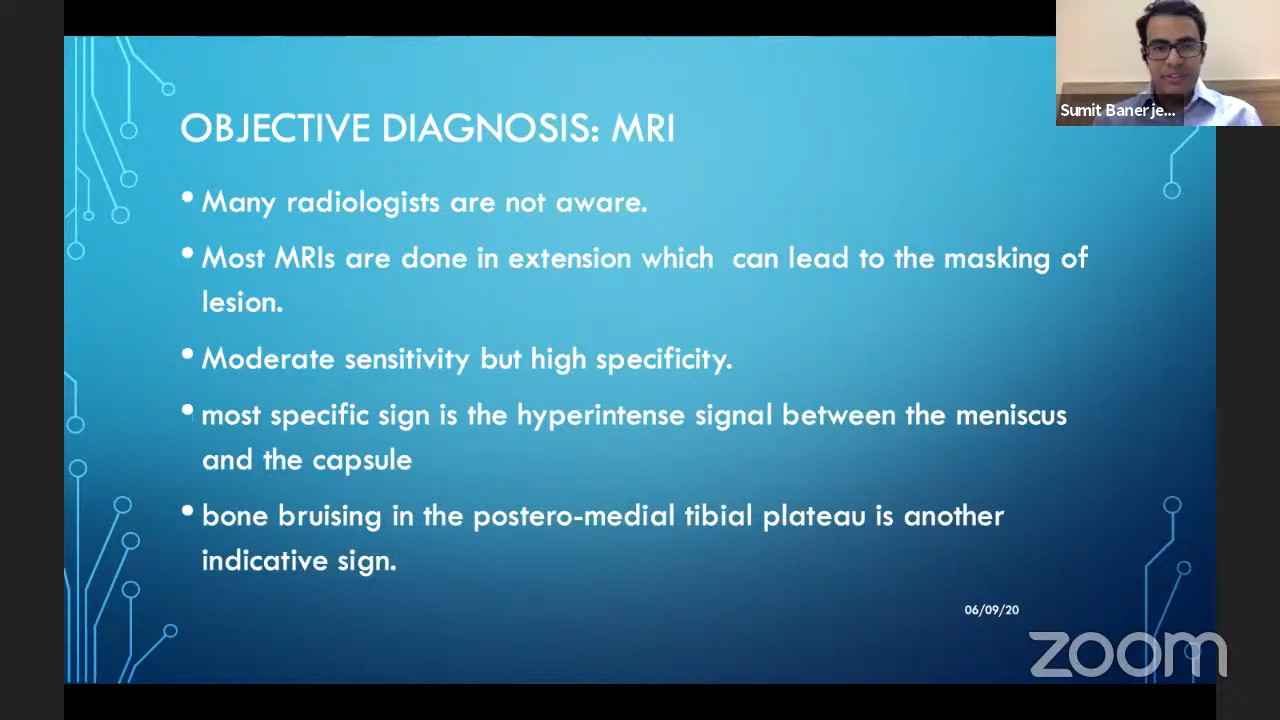 Sumit Banerje...
OBJECTIVE DIAGNOSIS: MRI
• Many radiologists are not aware.
• Most MRIs are done in extension which can lead to the masking of
lesion.
• Moderate sensitivity but high specificity.
• most specific sign is the hyperintense signal between the meniscus
and the capsule
• bone bruising in the postero-medial tibial plateau is another
indicative sign.
06/09/20
zoom